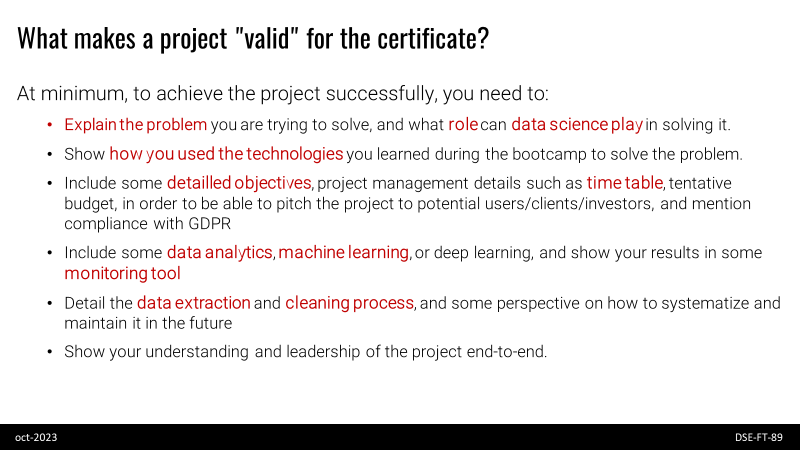 What makes a project "valid" for the certificate?
At minimum, to achieve the project successfully, you need to:
• Explain the problem you are trying to solve, and what role can data science play in solving it.
• Show how you used the technologies you learned during the bootcamp to solve the problem.
• Include some detailled objectives, project management details such as time table, tentative
budget, in order to be able to pitch the project to potential users/clients/investors, and mention
compliance with GDPR
• Include some data analytics, machine learning, or deep learning, and show your results in some
monitoring tool
• Detail the data extraction and cleaning process, and some perspective on how to systematize and
maintain it in the future
• Show your understanding and leadership of the project end-to-end.
oct-2023
DSE-FT-89